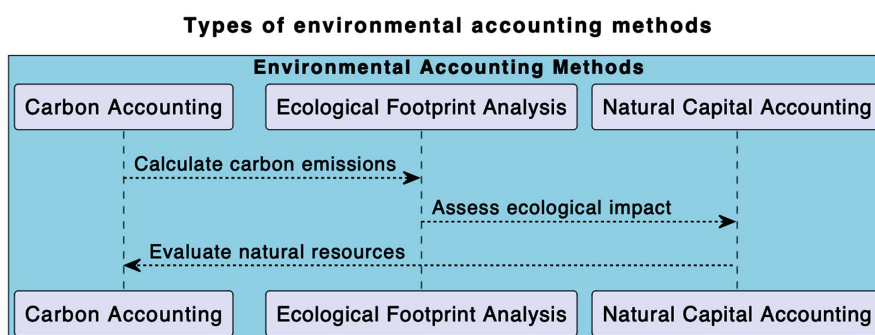 Types of environmental accounting methods
Environmental Accounting Methods
Carbon Accounting
Ecological Footprint Analysis
Natural Capital Accounting
Calculate carbon emissions
Assess ecological impact
Evaluate natural resources
Carbon Accounting
Ecological Footprint Analysis
Natural Capital Accounting